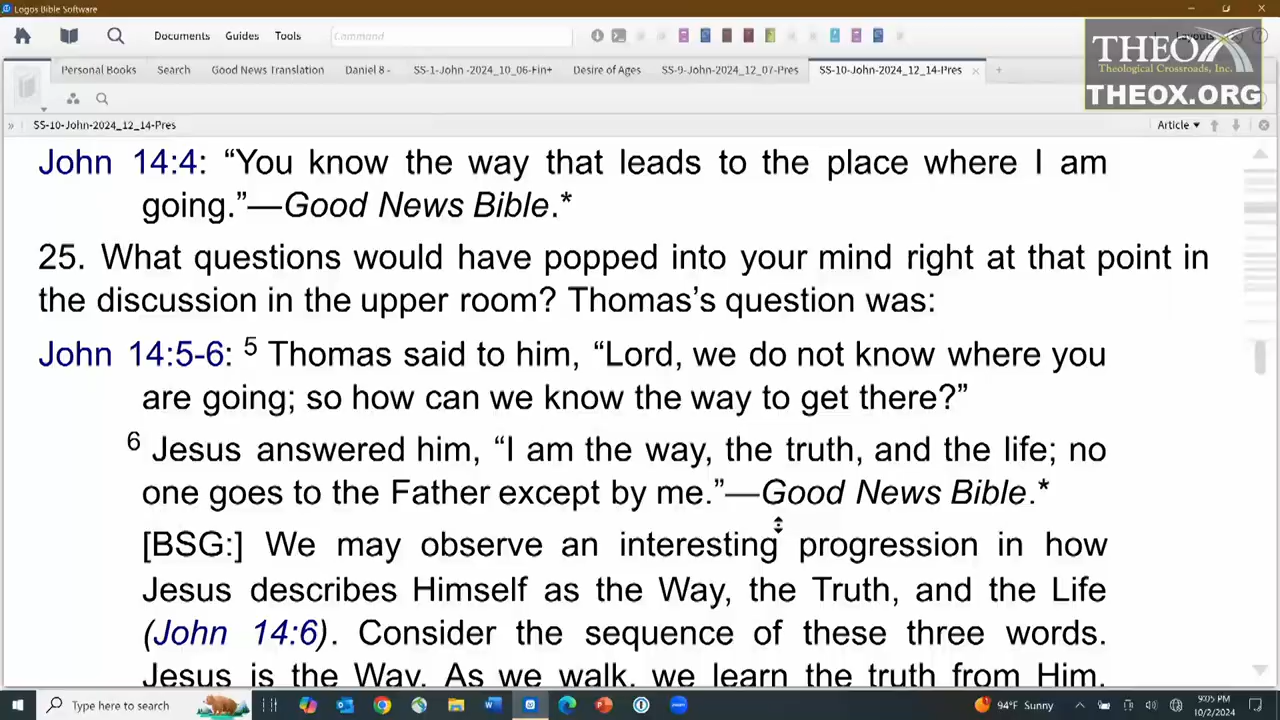 Logos Bible Software
Documents Guides Tools Command
THEOX
Theological Crossroads, Inc.
THEOX.ORG
Personal Books Search Good News Translation Daniel 8 - Desire of Ages SS-9-John-2024_12_07-Pres SS-10-John-2024_12_14-Pres
SS-10-John-2024_12_14-Pres Article
John 14:4: “You know the way that leads to the place where I am
going.”—Good News Bible.*
25. What questions would have popped into your mind right at that point in
the discussion in the upper room? Thomas’s question was:
John 14:5-6: 5 Thomas said to him, “Lord, we do not know where you
are going; so how can we know the way to get there?”
6 Jesus answered him, “I am the way, the truth, and the life; no
one goes to the Father except by me.”—Good News Bible.*
[BSG:] We may observe an interesting progression in how
Jesus describes Himself as the Way, the Truth, and the Life
(John 14:6). Consider the sequence of these three words.
Jesus is the Way. As we walk, we learn the truth from Him.
Type here to search 94°F Sunny 9:05 PM
10/2/2024